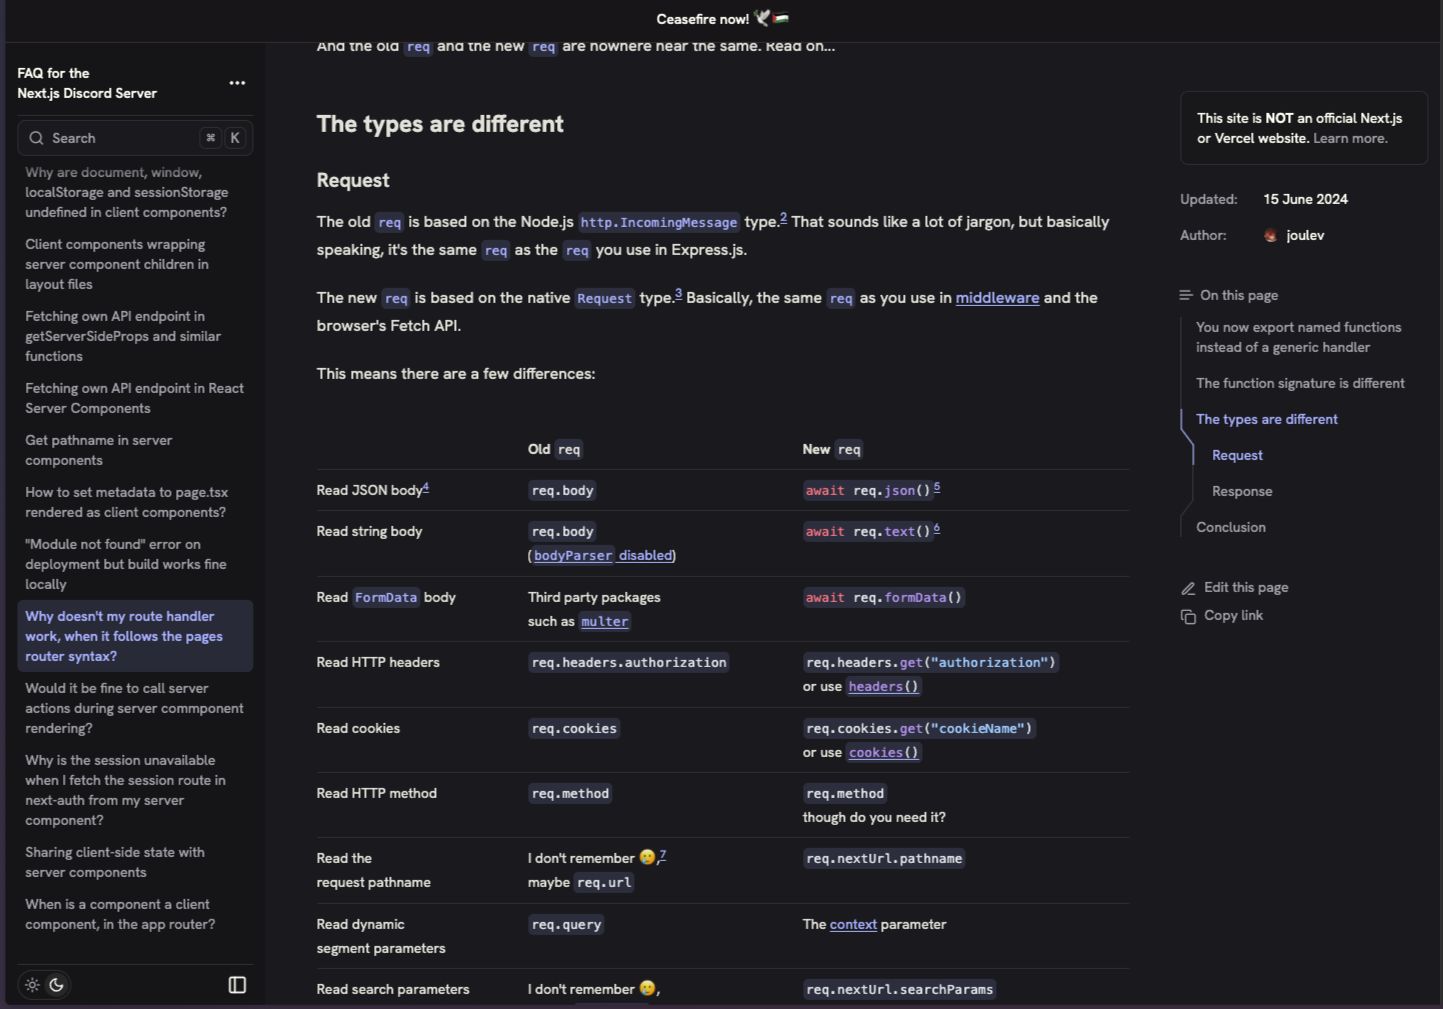 Ceasefire now! 🕊️🇵🇸
FAQ for the
Next.js Discord Server
Search
⌘ K
Why are document, window,
localStorage and sessionStorage
undefined in client components?
Client components wrapping
server component children in
layout files
Fetching own API endpoint in
getServerSideProps and similar
functions
Fetching own API endpoint in React
Server Components
Get pathname in server
components
How to set metadata to page.tsx
rendered as client components?
"Module not found" error on
deployment but build works fine
locally
Why doesn't my route handler
work, when it follows the pages
router syntax?
Would it be fine to call server
actions during server commponent
rendering?
Why is the session unavailable
when I fetch the session route in
next-auth from my server
component?
Sharing client-side state with
server components
When is a component a client
component, in the app router?
And the old req and the new req are nowhere near the same. Read on...
The types are different
Request
The old req is based on the Node.js http.IncomingMessage type.2 That sounds like a lot of jargon, but basically
speaking, it's the same req as the req you use in Express.js.
The new req is based on the native Request type.3 Basically, the same req as you use in middleware and the
browser's Fetch API.
This means there are a few differences:
Old req New req
Read JSON body4 req.body await req.json()5
Read string body req.body await req.text()6
(bodyParser disabled)
Read FormData body Third party packages await req.formData()
such as multer
Read HTTP headers req.headers.authorization req.headers.get("authorization")
or use headers()
Read cookies req.cookies req.cookies.get("cookieName")
or use cookies()
Read HTTP method req.method req.method
though do you need it?
Read the I don't remember 🥲,7 req.nextUrl.pathname
request pathname maybe req.url
Read dynamic req.query The context parameter
segment parameters
Read search parameters I don't remember 🥲, req.nextUrl.searchParams
This site is NOT an official Next.js
or Vercel website. Learn more.
Updated: 15 June 2024
Author: joulev
On this page
You now export named functions
instead of a generic handler
The function signature is different
The types are different
Request
Response
Conclusion
Edit this page
Copy link